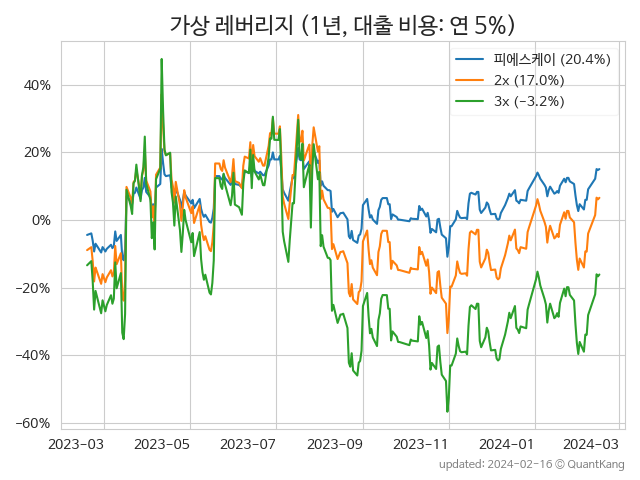 가상 레버리지 (1년, 대출 비용: 연 5%)
피에스케이 (20.4%)
2x (17.0%)
3x (−3.2%)
40%
20%
0%
−20%
−40%
−60%
2023-03 2023-05 2023-07 2023-09 2023-11 2024-01 2024-03
updated: 2024-02-16 © QuantKang